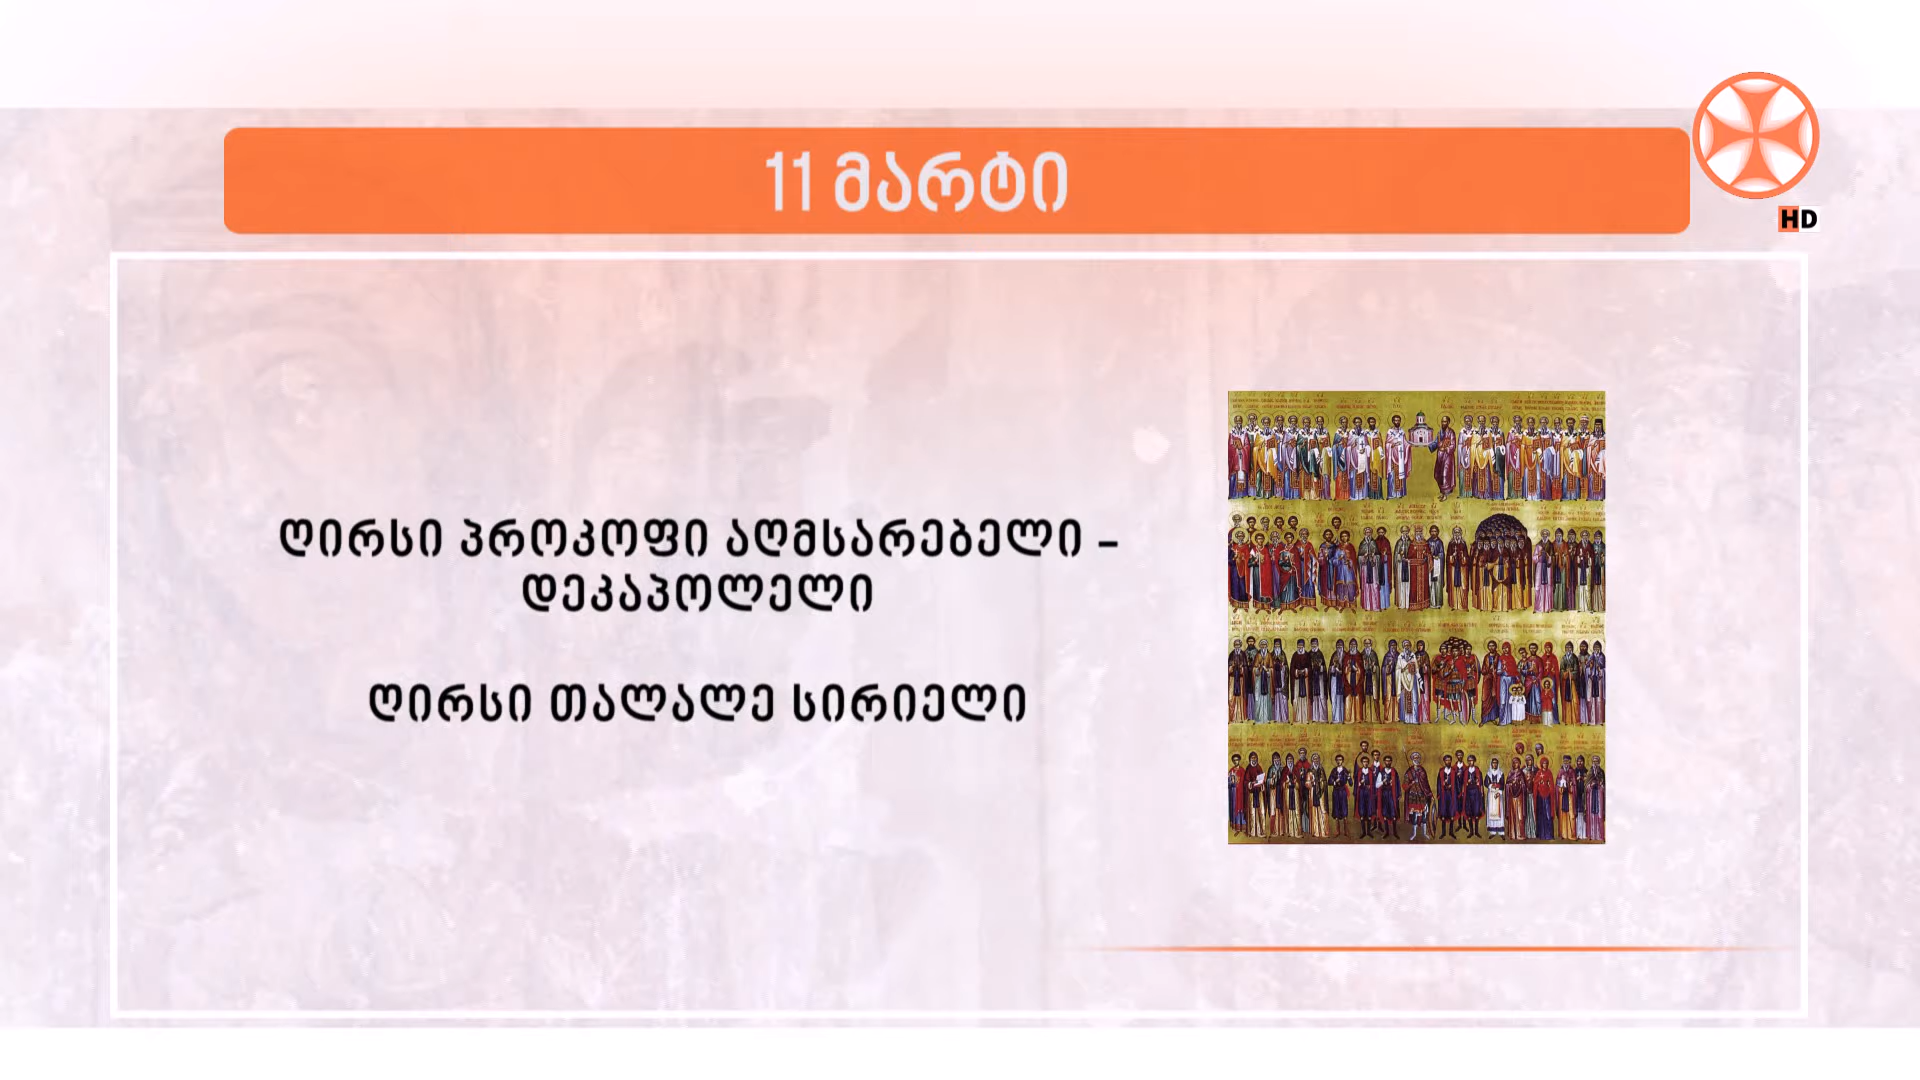 11 მარტი
HD
ღირსი პროკოფი აღმსარებელი –
დეკაპოლელი
ღირსი თალალე სირიელი